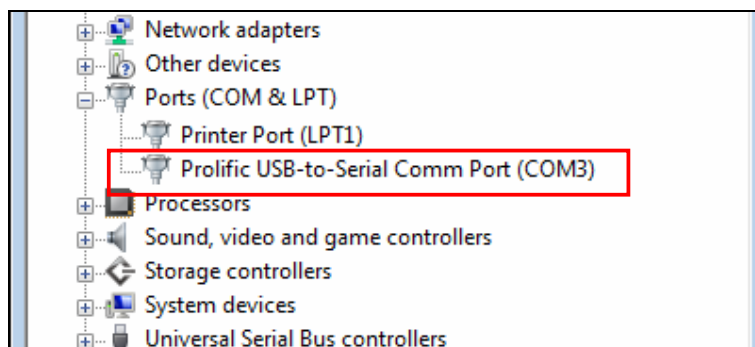 Network adapters
Other devices
Ports (COM & LPT)
Printer Port (LPT1)
Prolific USB-to-Serial Comm Port (COM3)
Processors
Sound, video and game controllers
Storage controllers
System devices
Universal Serial Bus controllers